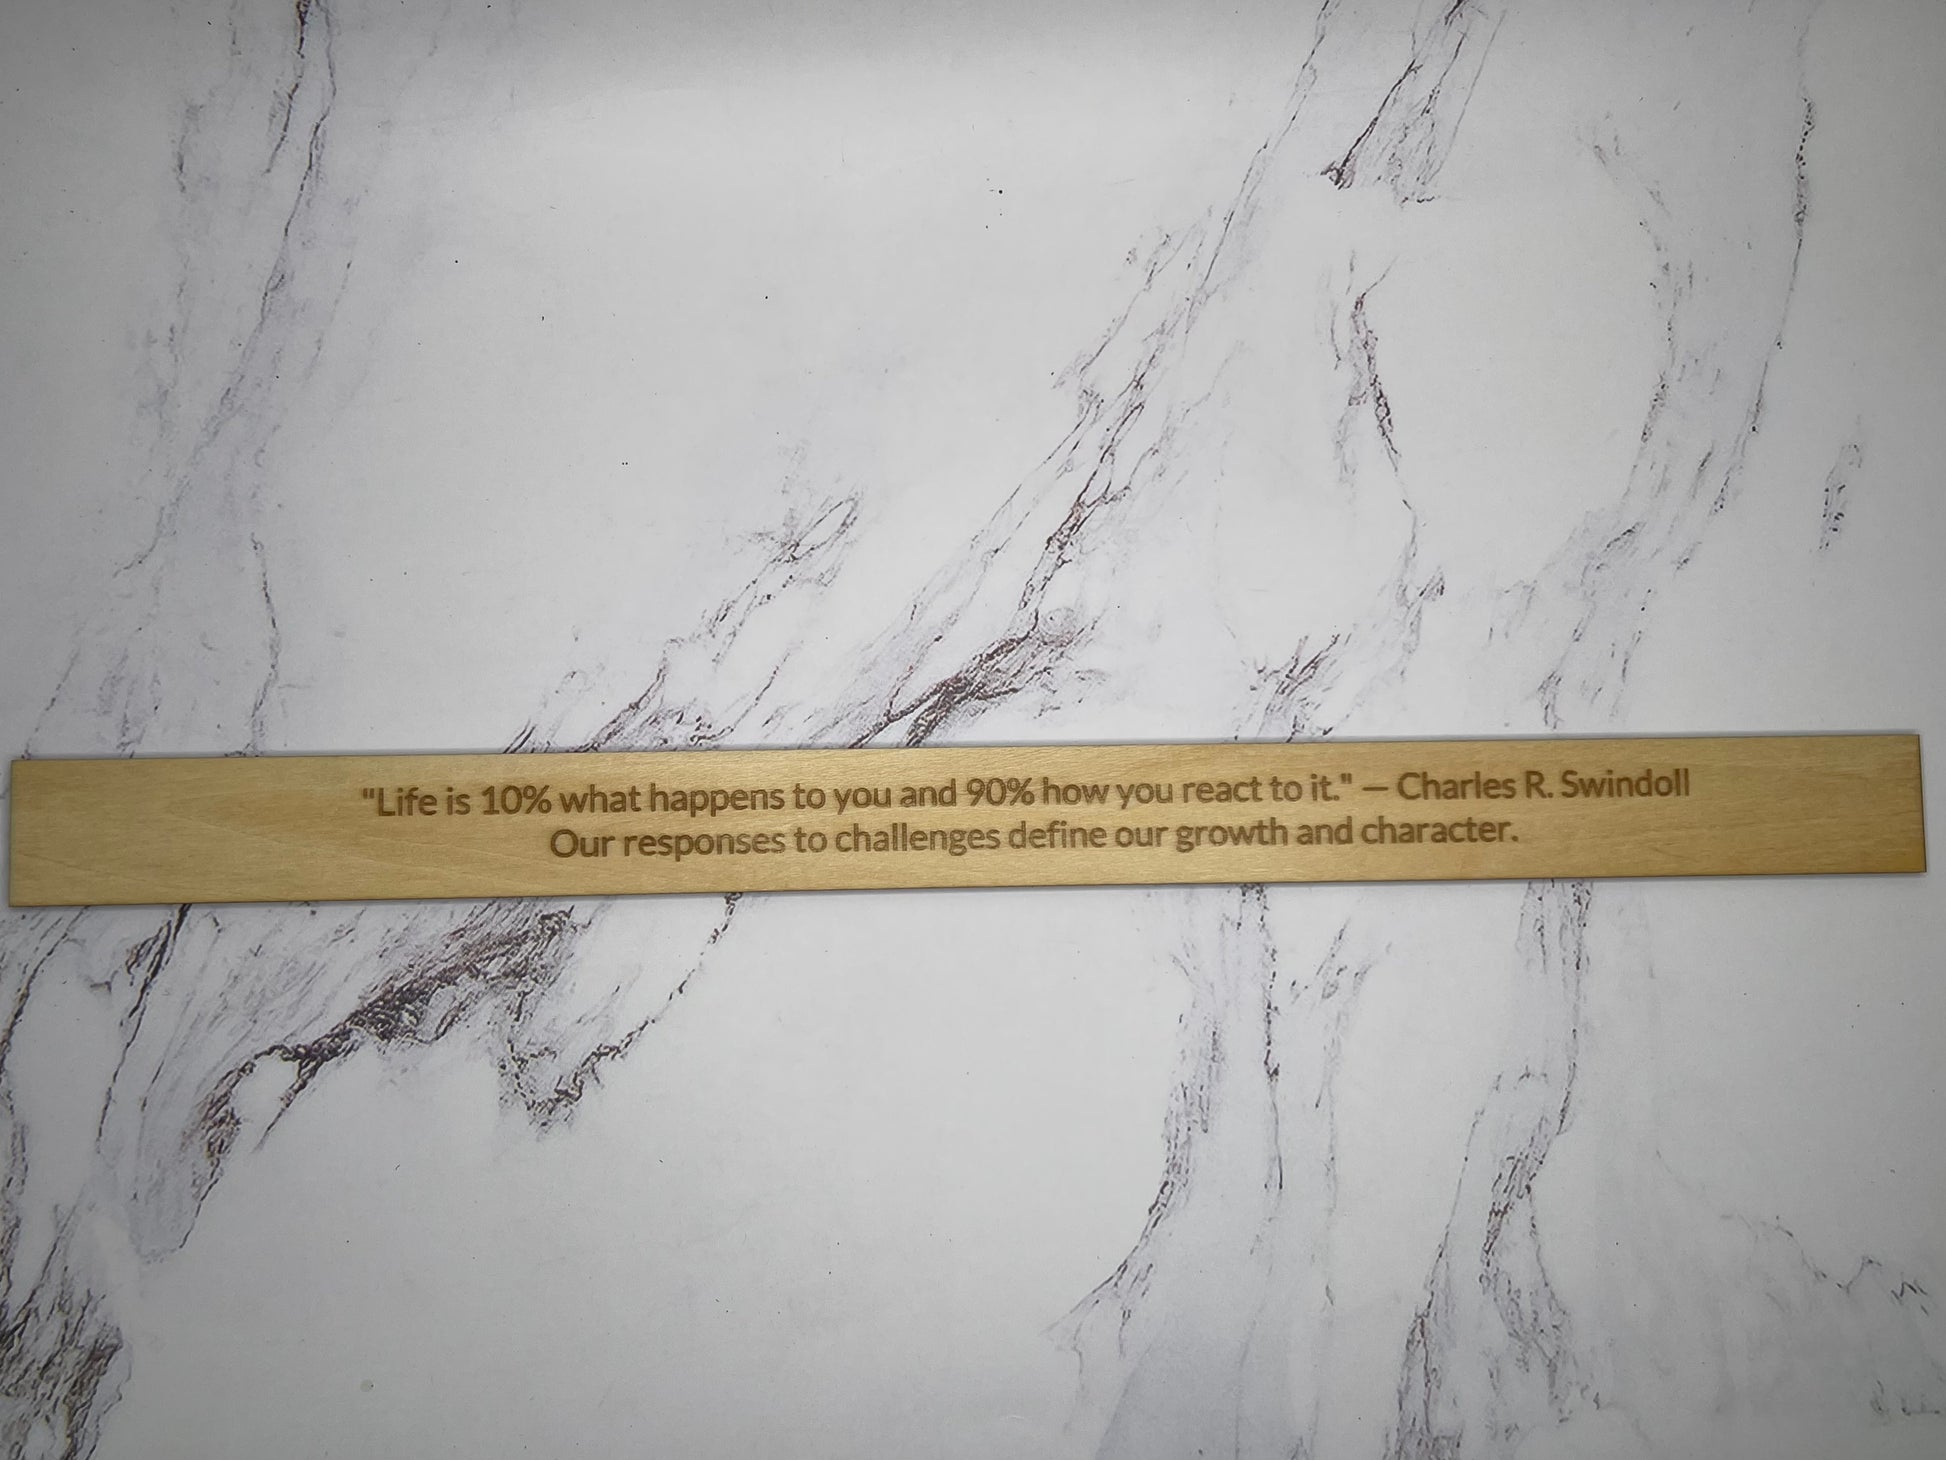 "Life is 10% what happens to you and 90% how you react to it." — Charles R. Swindoll
Our responses to challenges define our growth and character.